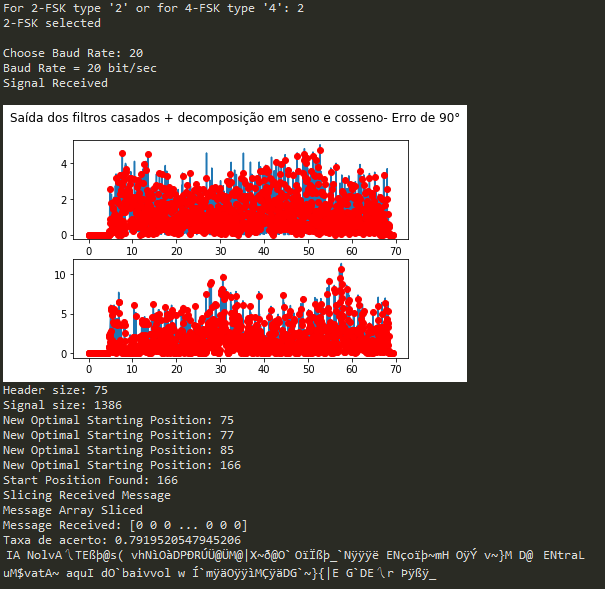 For 2-FSK type '2' or for 4-FSK type '4': 2
2-FSK selected
Choose Baud Rate: 20
Baud Rate = 20 bit/sec
Signal Received
Saída dos filtros casados + decomposição em seno e cosseno- Erro de 90°
4
2
0
0 10 20 30 40 50 60 70
10
5
0
0 10 20 30 40 50 60 70
Header size: 75
Signal size: 1386
New Optimal Starting Position: 75
New Optimal Starting Position: 77
New Optimal Starting Position: 85
New Optimal Starting Position: 166
Start Position Found: 166
Slicing Received Message
Message Array Sliced
Message Received: [0 0 0 ... 0 0 0]
Taxa de acerto: 0.7919520547945206
IA NolvA TEßþ@s( vhNìOàDPÐRÚÜ@ÜM@|X~ð@O`OïÏßþ_`Nÿÿÿë ENçoïþ~mH OÿÝ v~}M D@ ENtraL
uM$vatA~ aquI dO`baivvol w Í`mÿäOÿÿìMÇÿäDG`~}{|E G`DE r Þÿßÿ_